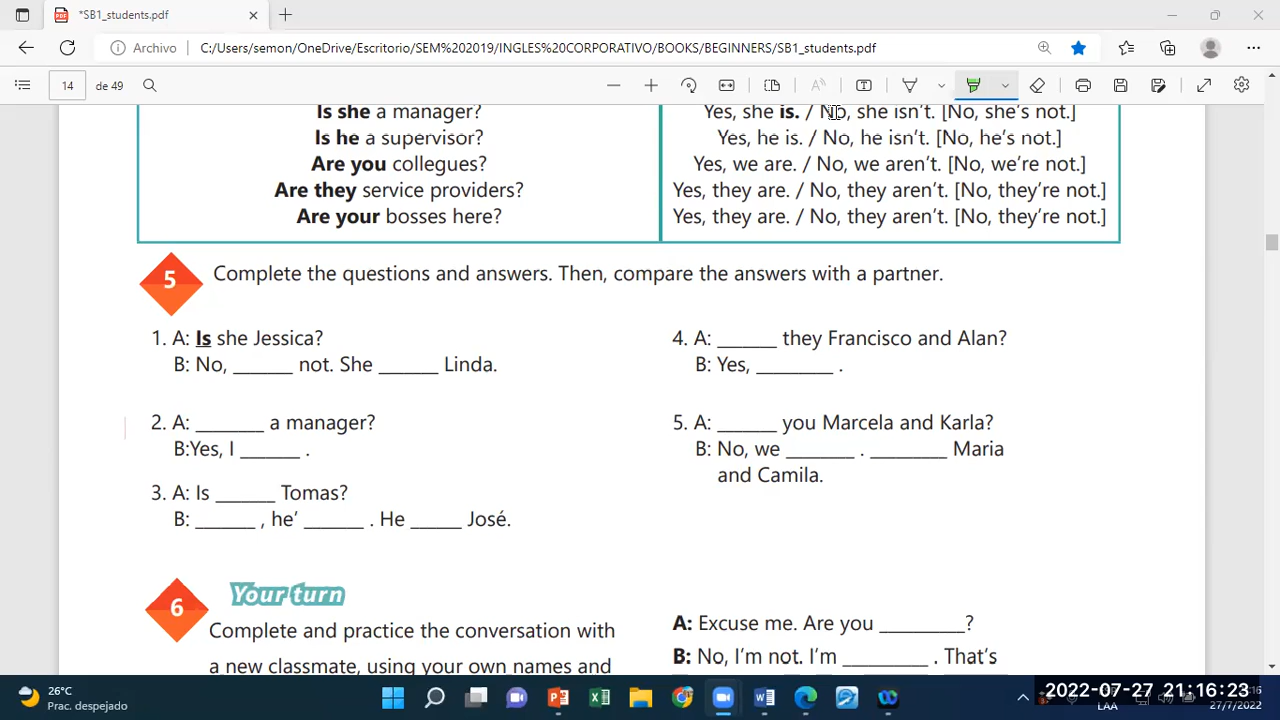 *SB1_students.pdf
Archivo
C:/Users/semon/OneDrive/Escritorio/SEM%202019/INGLES%20CORPORATIVO/BOOKS/BEGINNERS/SB1_students.pdf
14 de 49
Is she a manager?
Is he a supervisor?
Are you collegues?
Are they service providers?
Are your bosses here?
Yes, she is. / No, she isn't. [No, she's not.]
Yes, he is. / No, he isn't. [No, he's not.]
Yes, we are. / No, we aren't. [No, we're not.]
Yes, they are. / No, they aren't. [No, they're not.]
Yes, they are. / No, they aren't. [No, they're not.]
5 Complete the questions and answers. Then, compare the answers with a partner.
1. A: Is she Jessica?
B: No, ______ not. She ______ Linda.
2. A: _______ a manager?
B:Yes, I ______ .
3. A: Is ______ Tomas?
B: ______ , he' ______ . He _____ José.
4. A: ______ they Francisco and Alan?
B: Yes, ________ .
5. A: ______ you Marcela and Karla?
B: No, we _______ . ________ Maria
and Camila.
6 Your turn
Complete and practice the conversation with
a new classmate, using your own names and
A: Excuse me. Are you _________?
B: No, I'm not. I'm _________ . That's
26°C
Prac. despejado
LAA
2022-07-27 21:16:23
27/7/2022